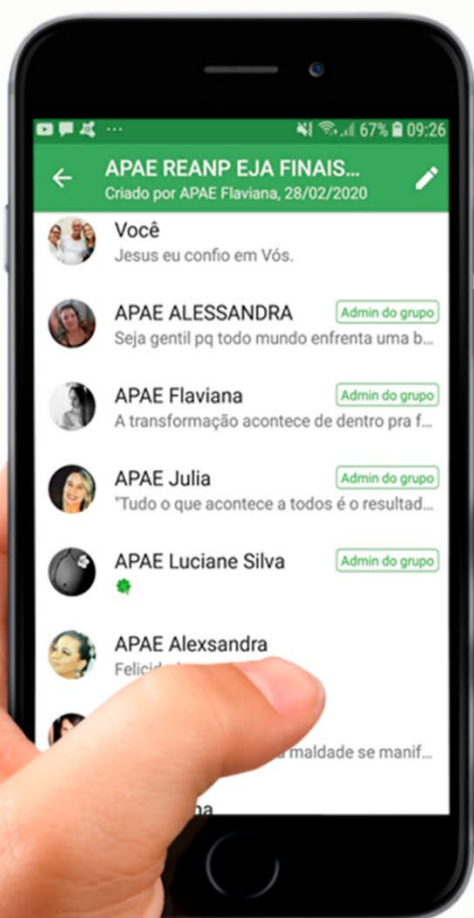 67% 09:26
APAE REANP EJA FINAIS...
Criado por APAE Flaviana, 28/02/2020
Você
Jesus eu confio em Vós.
APAE ALESSANDRA Admin do grupo
Seja gentil pq todo mundo enfrenta uma b...
APAE Flaviana Admin do grupo
A transformação acontece de dentro pra f...
APAE Julia Admin do grupo
"Tudo o que acontece a todos é o resultad...
APAE Luciane Silva Admin do grupo
🍀
APAE Alexsandra
maldade se manif...